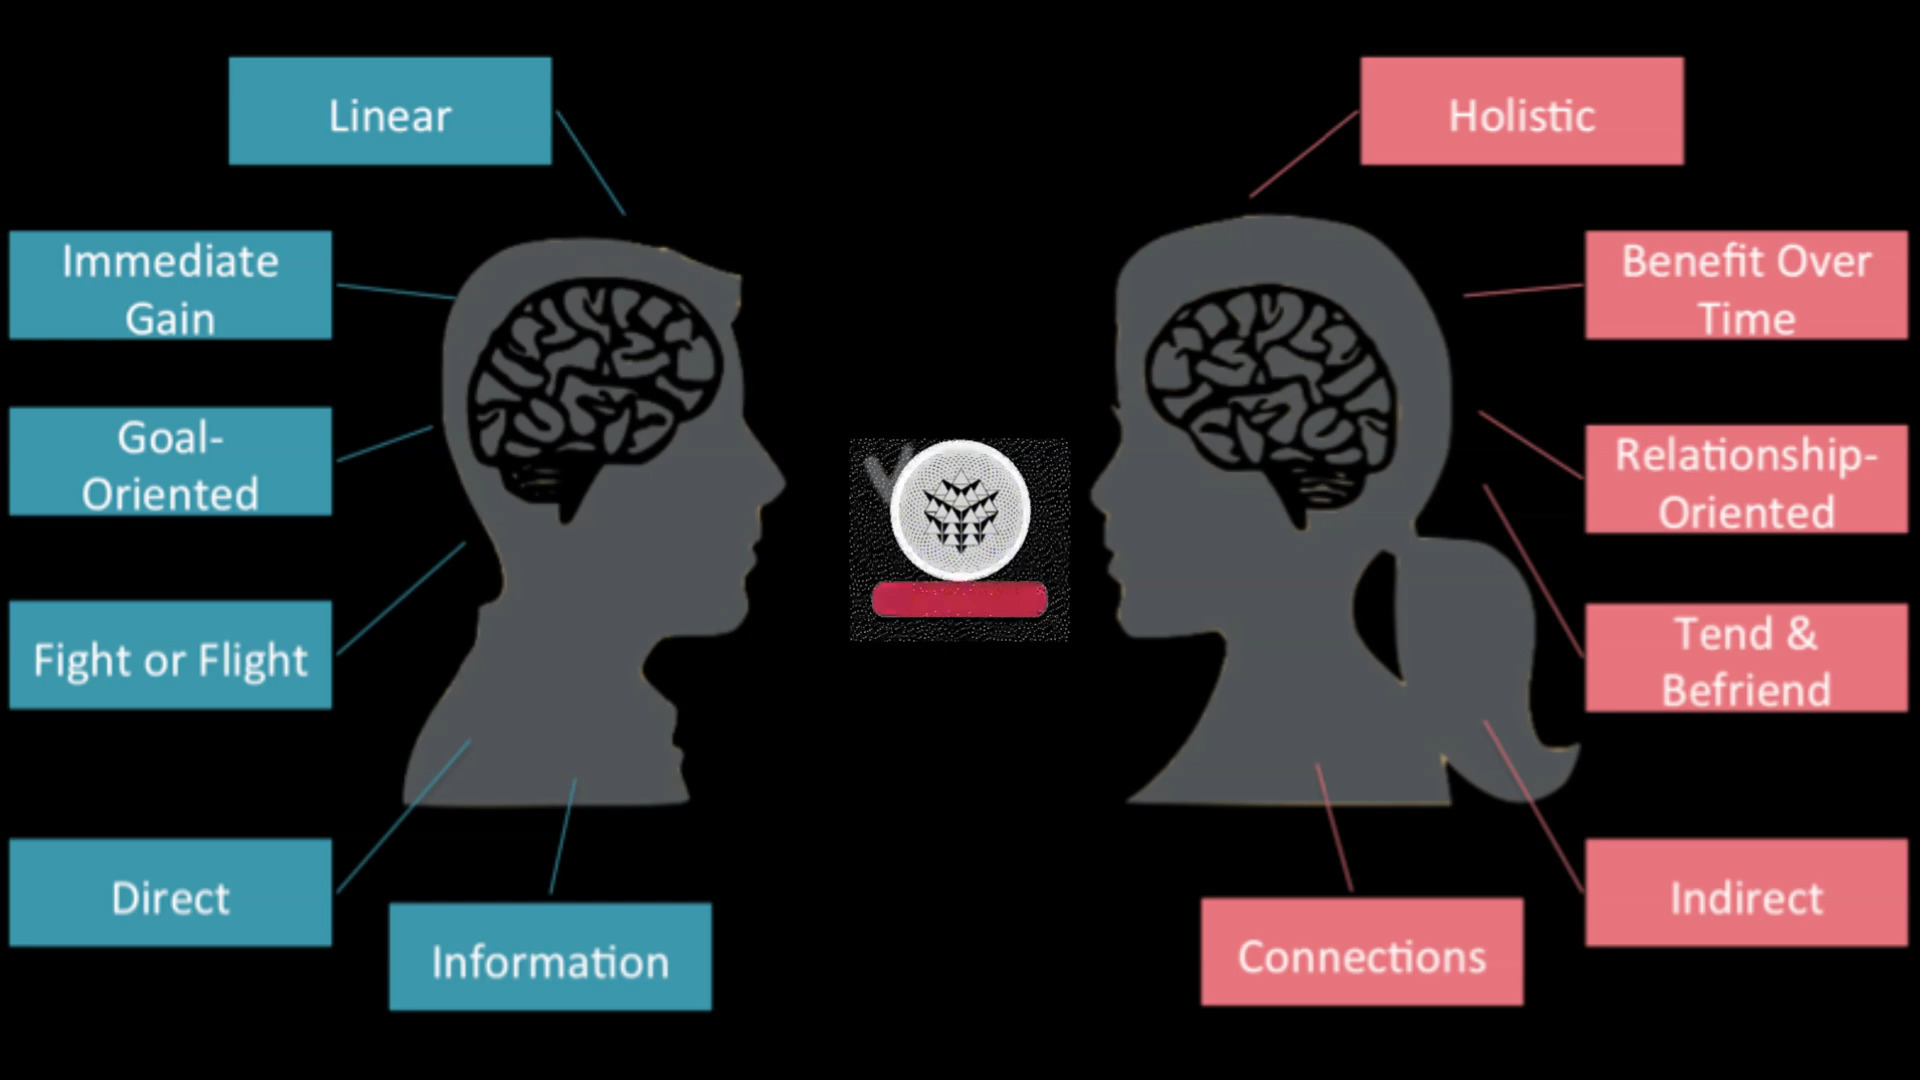 Linear
Immediate
Gain
Goal-
Oriented
Fight or Flight
Direct
Information
Holistic
Benefit Over
Time
Relationship-
Oriented
Tend &
Befriend
Indirect
Connections